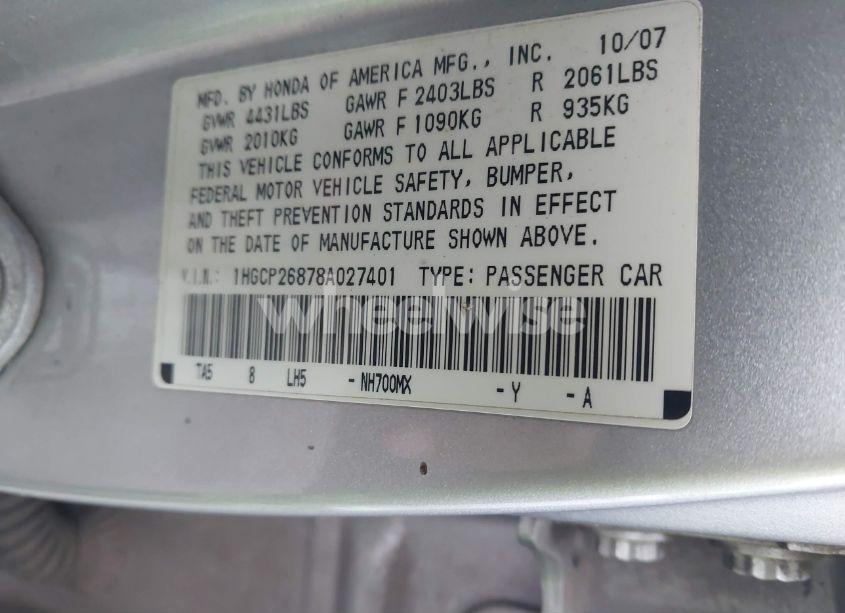 MFD. BY HONDA OF AMERICA MFG., INC. 10/07
GVWR 4431LBS GAWR F 2403LBS R 2061LBS
GVWR 2010KG GAWR F 1090KG R 935KG
THIS VEHICLE CONFORMS TO ALL APPLICABLE
FEDERAL MOTOR VEHICLE SAFETY, BUMPER,
AND THEFT PREVENTION STANDARDS IN EFFECT
ON THE DATE OF MANUFACTURE SHOWN ABOVE.
V.I.N.: 1HGCP26878A027401 TYPE: PASSENGER CAR
wheelwise
TA5 8 LH5 - NH700MX - Y - A